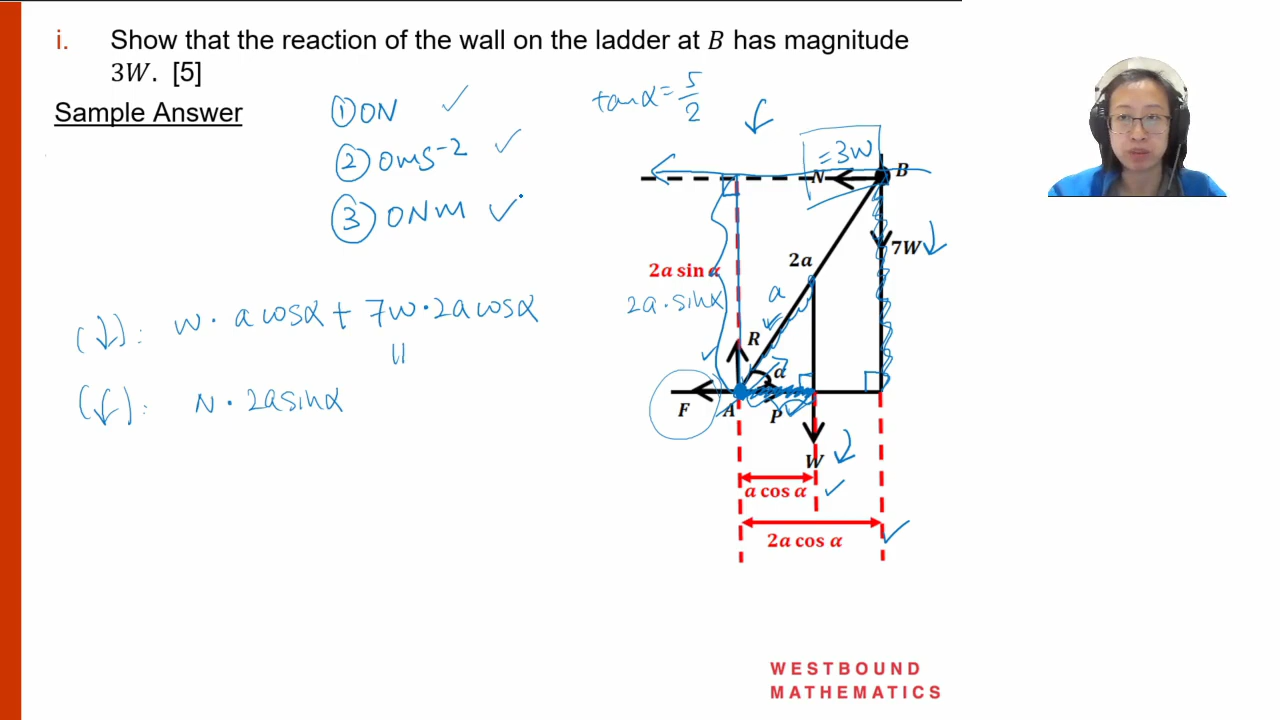 i. Show that the reaction of the wall on the ladder at B has magnitude
3W. [5]
Sample Answer
① 0N ✓
② 0ms⁻² ✓
③ 0Nm ✓
tanα = 5/2
=3W
N
B
7W
2a
2a sin α
2a · sinα
a
R
α
F
A
P
W
a cos α
2a cos α
(↓): W · a cosα + 7W · 2a cosα
||
(↓): N · 2a sinα
WESTBOUND
MATHEMATICS